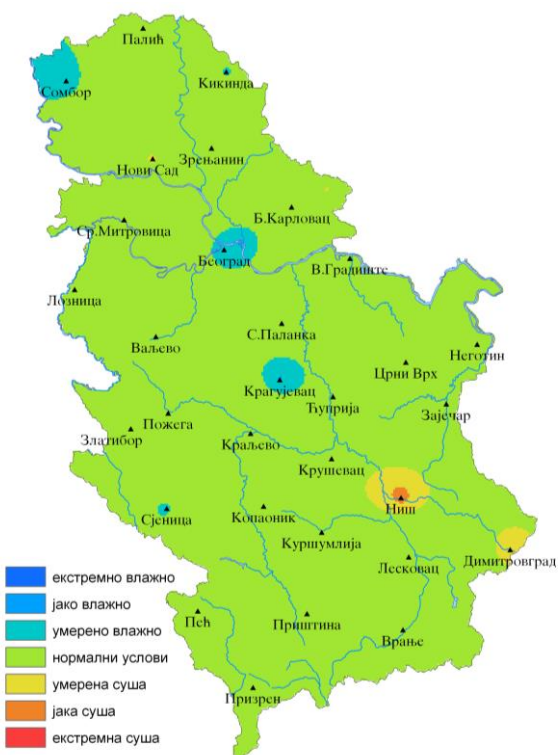 Палић
Сомбор
Кикинда
Нови Сад
Зрењанин
Б.Карловац
Ср.Митровица
Београд
В.Градиште
Лозница
С.Паланка
Ваљево
Неготин
Црни Врх
Крагујевац
Ћуприја
Зајечар
Пожега
Златибор
Краљево
Крушевац
Ниш
Сјеница
Копаоник
Куршумлија
Димитровград
Лесковац
екстремно влажно
јако влажно
умерено влажно
нормални услови
умерена суша
јака суша
екстремна суша
Пећ
Приштина
Врање
Призрен